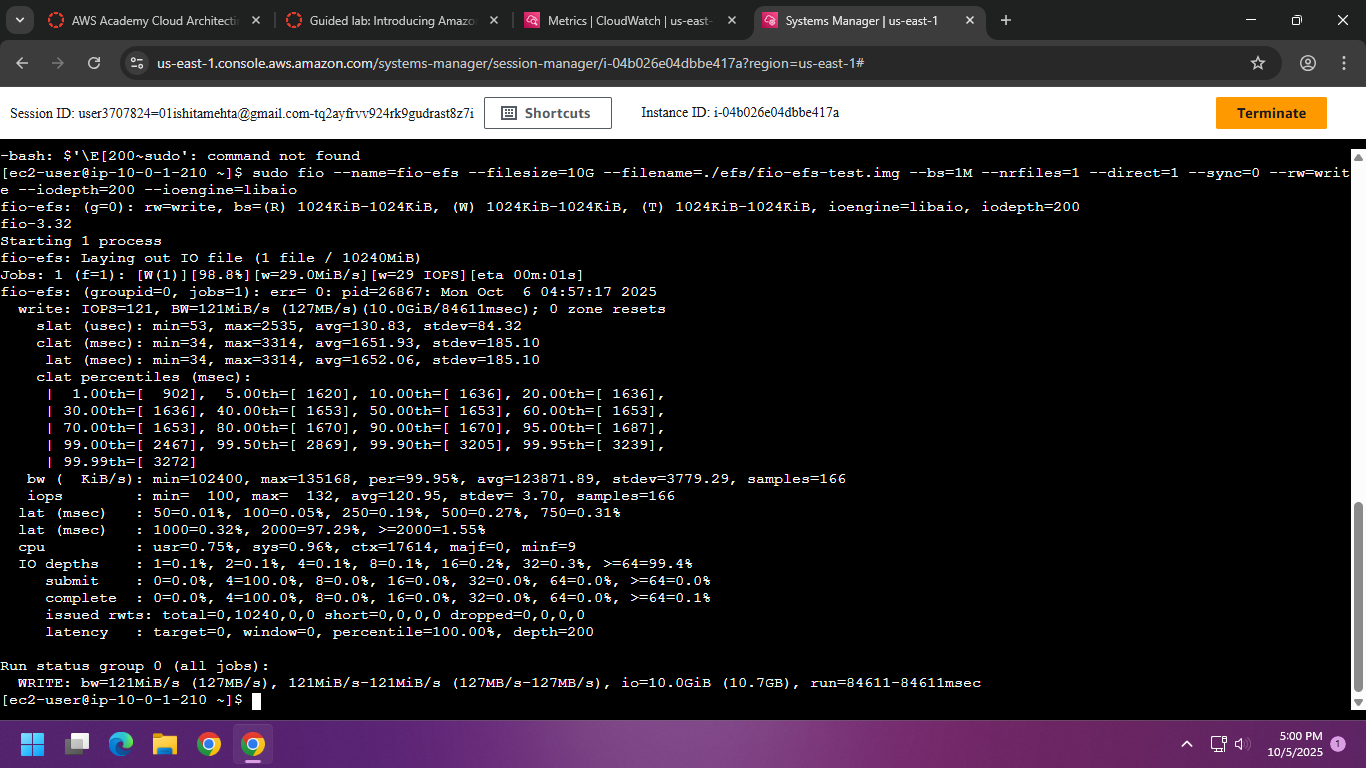 AWS Academy Cloud Architecti
Guided lab: Introducing Amazon
Metrics | CloudWatch | us-east-
Systems Manager | us-east-1
us-east-1.console.aws.amazon.com/systems-manager/session-manager/i-04b026e04dbbe417a?region=us-east-1#
Session ID: user3707824=01ishitamehta@gmail.com-tq2ayfrvv924rk9gudrast8z7i
Shortcuts
Instance ID: i-04b026e04dbbe417a
Terminate
-bash: $'\E[200~sudo': command not found
[ec2-user@ip-10-0-1-210 ~]$ sudo fio --name=fio-efs --filesize=10G --filename=./efs/fio-efs-test.img --bs=1M --nrfiles=1 --direct=1 --sync=0 --rw=writ
e --iodepth=200 --ioengine=libaio
fio-efs: (g=0): rw=write, bs=(R) 1024KiB-1024KiB, (W) 1024KiB-1024KiB, (T) 1024KiB-1024KiB, ioengine=libaio, iodepth=200
fio-3.32
Starting 1 process
fio-efs: Laying out IO file (1 file / 10240MiB)
Jobs: 1 (f=1): [W(1)][98.8%][w=29.0MiB/s][w=29 IOPS][eta 00m:01s]
fio-efs: (groupid=0, jobs=1): err= 0: pid=26867: Mon Oct  6 04:57:17 2025
  write: IOPS=121, BW=121MiB/s (127MB/s)(10.0GiB/84611msec); 0 zone resets
    slat (usec): min=53, max=2535, avg=130.83, stdev=84.32
    clat (msec): min=34, max=3314, avg=1651.93, stdev=185.10
     lat (msec): min=34, max=3314, avg=1652.06, stdev=185.10
    clat percentiles (msec):
     |  1.00th=[  902],  5.00th=[ 1620], 10.00th=[ 1636], 20.00th=[ 1636],
     | 30.00th=[ 1636], 40.00th=[ 1653], 50.00th=[ 1653], 60.00th=[ 1653],
     | 70.00th=[ 1653], 80.00th=[ 1670], 90.00th=[ 1670], 95.00th=[ 1687],
     | 99.00th=[ 2467], 99.50th=[ 2869], 99.90th=[ 3205], 99.95th=[ 3239],
     | 99.99th=[ 3272]
   bw (  KiB/s): min=102400, max=135168, per=99.95%, avg=123871.89, stdev=3779.29, samples=166
   iops        : min=  100, max=  132, avg=120.95, stdev= 3.70, samples=166
  lat (msec)   : 50=0.01%, 100=0.05%, 250=0.19%, 500=0.27%, 750=0.31%
  lat (msec)   : 1000=0.32%, 2000=97.29%, >=2000=1.55%
  cpu          : usr=0.75%, sys=0.96%, ctx=17614, majf=0, minf=9
  IO depths    : 1=0.1%, 2=0.1%, 4=0.1%, 8=0.1%, 16=0.2%, 32=0.3%, >=64=99.4%
     submit    : 0=0.0%, 4=100.0%, 8=0.0%, 16=0.0%, 32=0.0%, 64=0.0%, >=64=0.0%
     complete  : 0=0.0%, 4=100.0%, 8=0.0%, 16=0.0%, 32=0.0%, 64=0.0%, >=64=0.1%
     issued rwts: total=0,10240,0,0 short=0,0,0,0 dropped=0,0,0,0
     latency   : target=0, window=0, percentile=100.00%, depth=200
Run status group 0 (all jobs):
  WRITE: bw=121MiB/s (127MB/s), 121MiB/s-121MiB/s (127MB/s-127MB/s), io=10.0GiB (10.7GB), run=84611-84611msec
[ec2-user@ip-10-0-1-210 ~]$
5:00 PM
10/5/2025
1